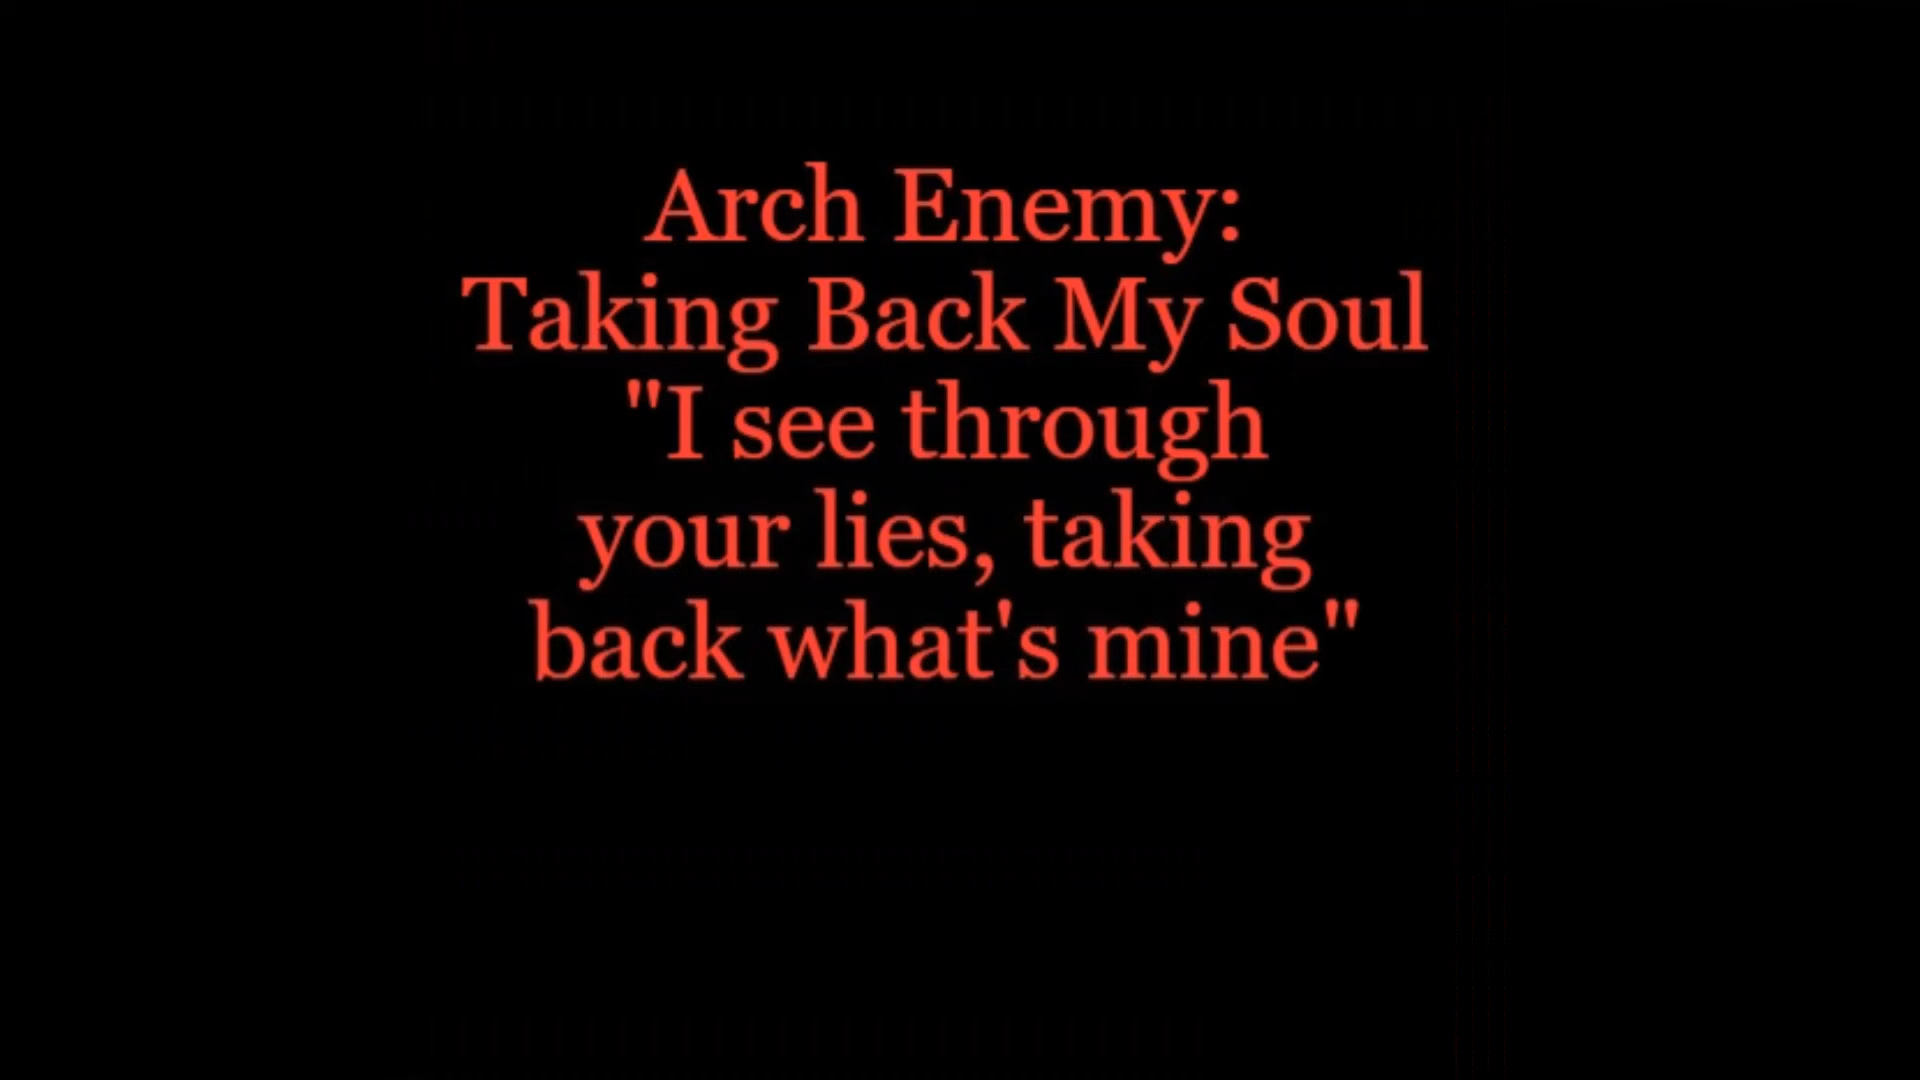 Arch Enemy:
Taking Back My Soul
"I see through
your lies, taking
back what's mine"